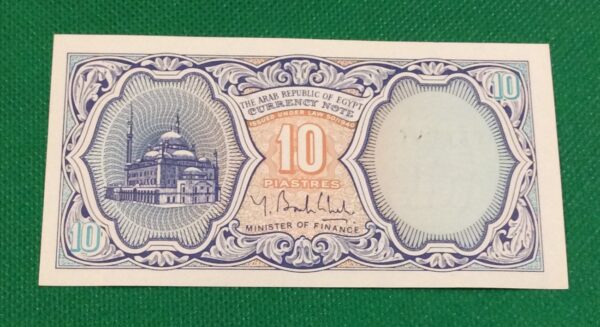 10
THE ARAB REPUBLIC OF EGYPT
CURRENCY NOTE
ISSUED UNDER LAW 50/1940
10
PIASTRES
MINISTER OF FINANCE
10